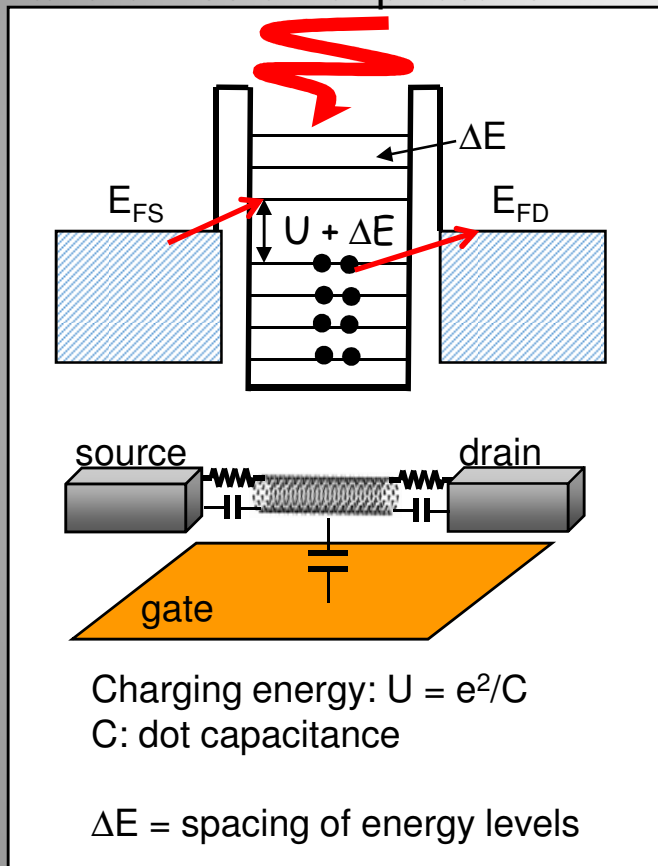 ΔE
E_FS
E_FD
U + ΔE
source
drain
gate
Charging energy: U = e²/C
C: dot capacitance
ΔE = spacing of energy levels